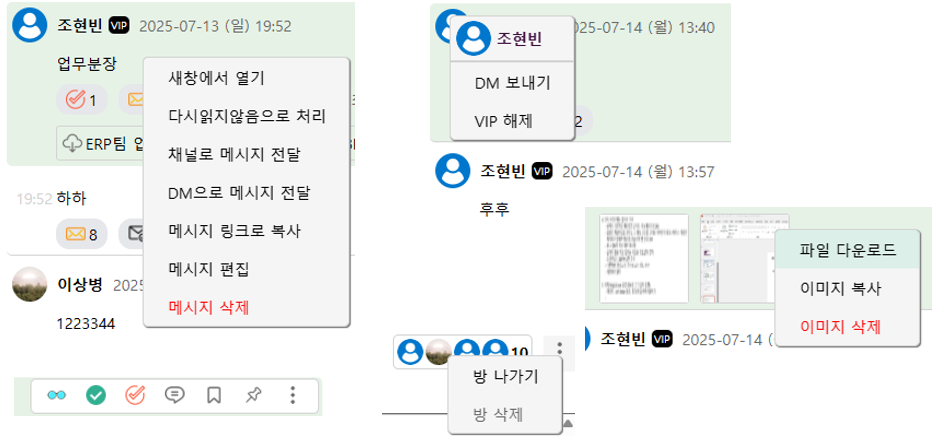 조현빈 VIP 2025-07-13 (일) 19:52
업무분장
1
ERP팀 업
새창에서 열기
다시읽지않음으로 처리
채널로 메시지 전달
DM으로 메시지 전달
메시지 링크로 복사
메시지 편집
메시지 삭제
19:52 하하
8
이상병 2025
1223344
조현빈
2025-07-14 (월) 13:40
DM 보내기
VIP 해제
2
조현빈 VIP 2025-07-14 (월) 13:57
후후
파일 다운로드
이미지 복사
이미지 삭제
조현빈 VIP 2025-07-14 (
10
방 나가기
방 삭제